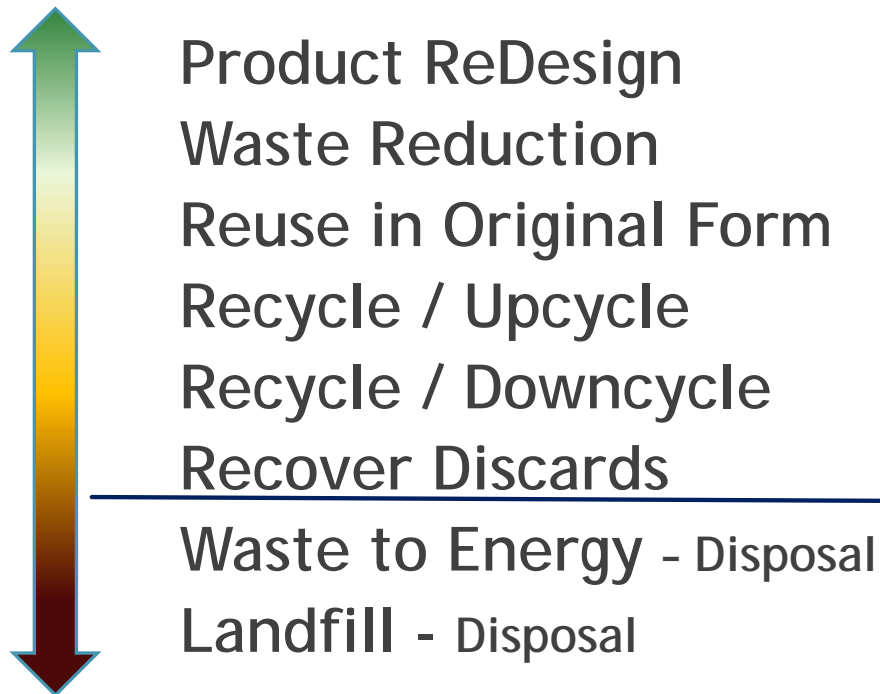 Product ReDesign
Waste Reduction
Reuse in Original Form
Recycle / Upcycle
Recycle / Downcycle
Recover Discards
Waste to Energy – Disposal
Landfill - Disposal